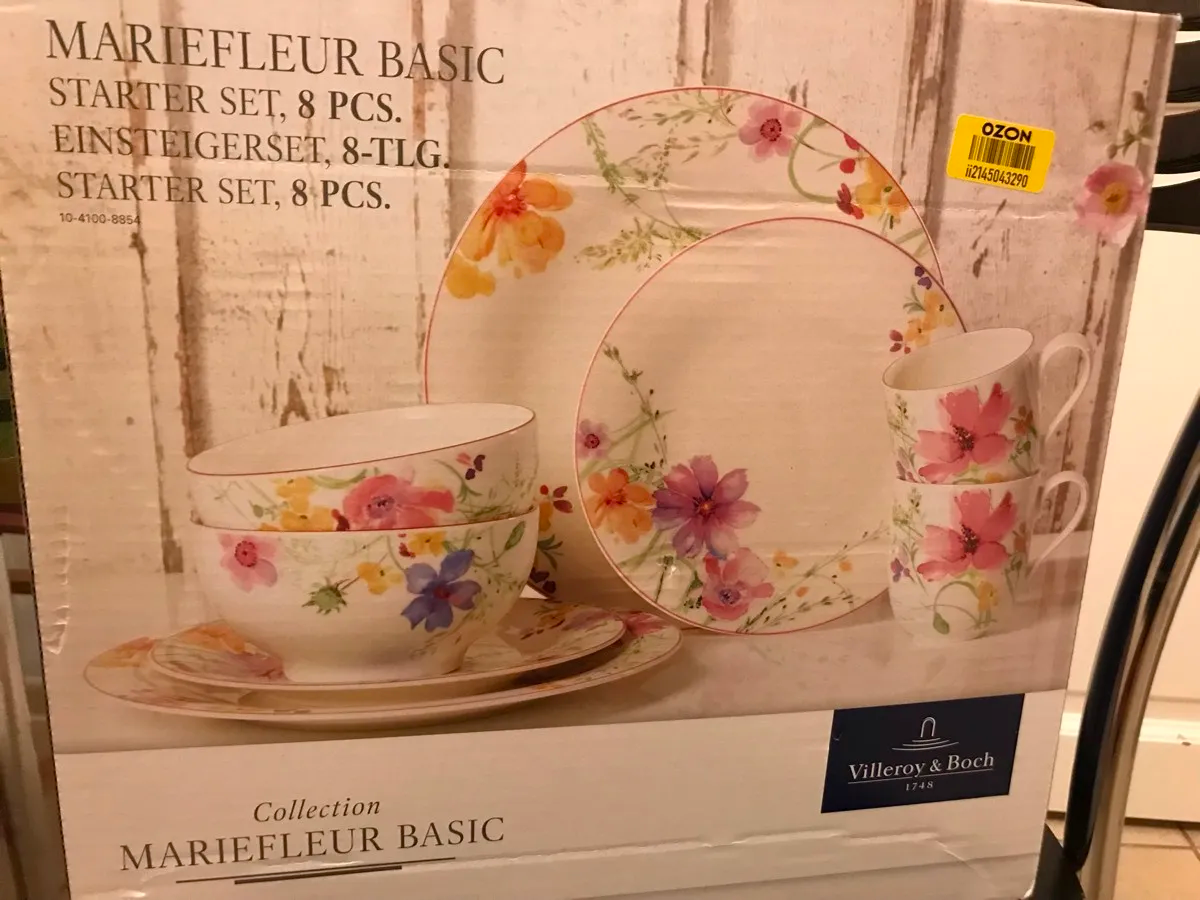 MARIEFLEUR BASIC
STARTER SET, 8 PCS.
EINSTEIGERSET, 8-TLG.
STARTER SET, 8 PCS.
10-4100-8854
OZON
ii2145043290
Villeroy & Boch
1748
Collection
MARIEFLEUR BASIC